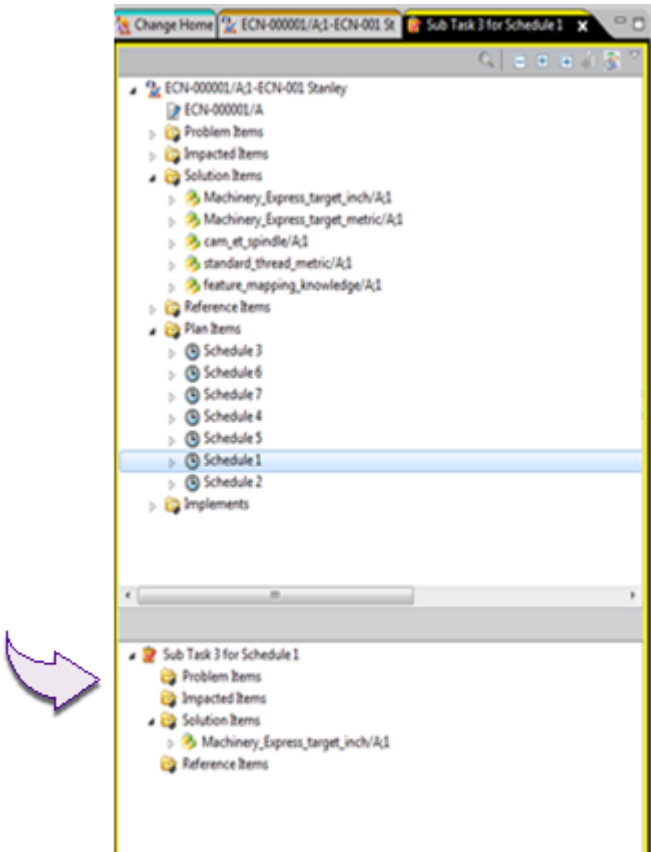 Change Home ECN-000001/A;1-ECN-001 St Sub Task 3 for Schedule 1 X
ECN-000001/A;1-ECN-001 Stanley
ECN-000001/A
Problem Items
Impacted Items
Solution Items
Machinery_Express_target_inch/A;1
Machinery_Express_target_metric/A;1
cam_et_spindle/A;1
standard_thread_metric/A;1
feature_mapping_knowledge/A;1
Reference Items
Plan Items
Schedule 3
Schedule 6
Schedule 7
Schedule 4
Schedule 5
Schedule 1
Schedule 2
Implements
Sub Task 3 for Schedule 1
Problem Items
Impacted Items
Solution Items
Machinery_Express_target_inch/A;1
Reference Items